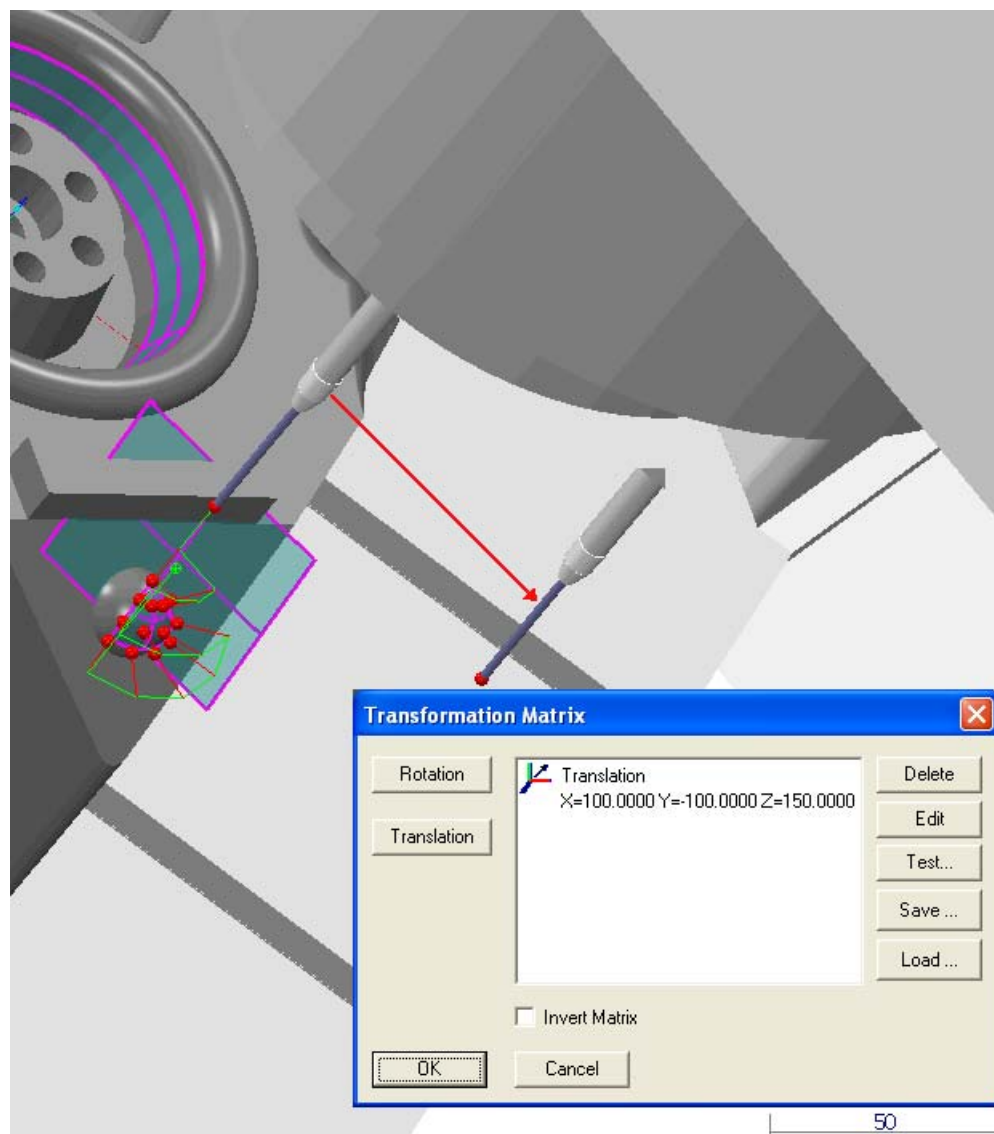 Transformation Matrix
Rotation
Translation
Translation
X=100.0000 Y=-100.0000 Z=150.0000
Delete
Edit
Test...
Save ...
Load ...
Invert Matrix
OK
Cancel
50